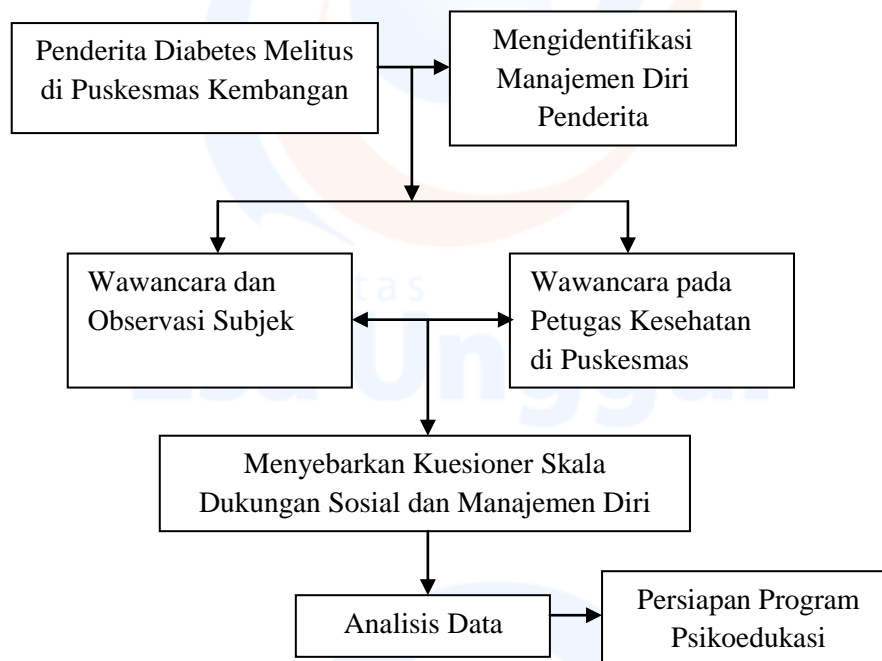 Penderita Diabetes Melitus
di Puskesmas Kembangan
Mengidentifikasi
Manajemen Diri
Penderita
Wawancara dan
Observasi Subjek
Wawancara pada
Petugas Kesehatan
di Puskesmas
Menyebarkan Kuesioner Skala
Dukungan Sosial dan Manajemen Diri
Analisis Data
Persiapan Program
Psikoedukasi